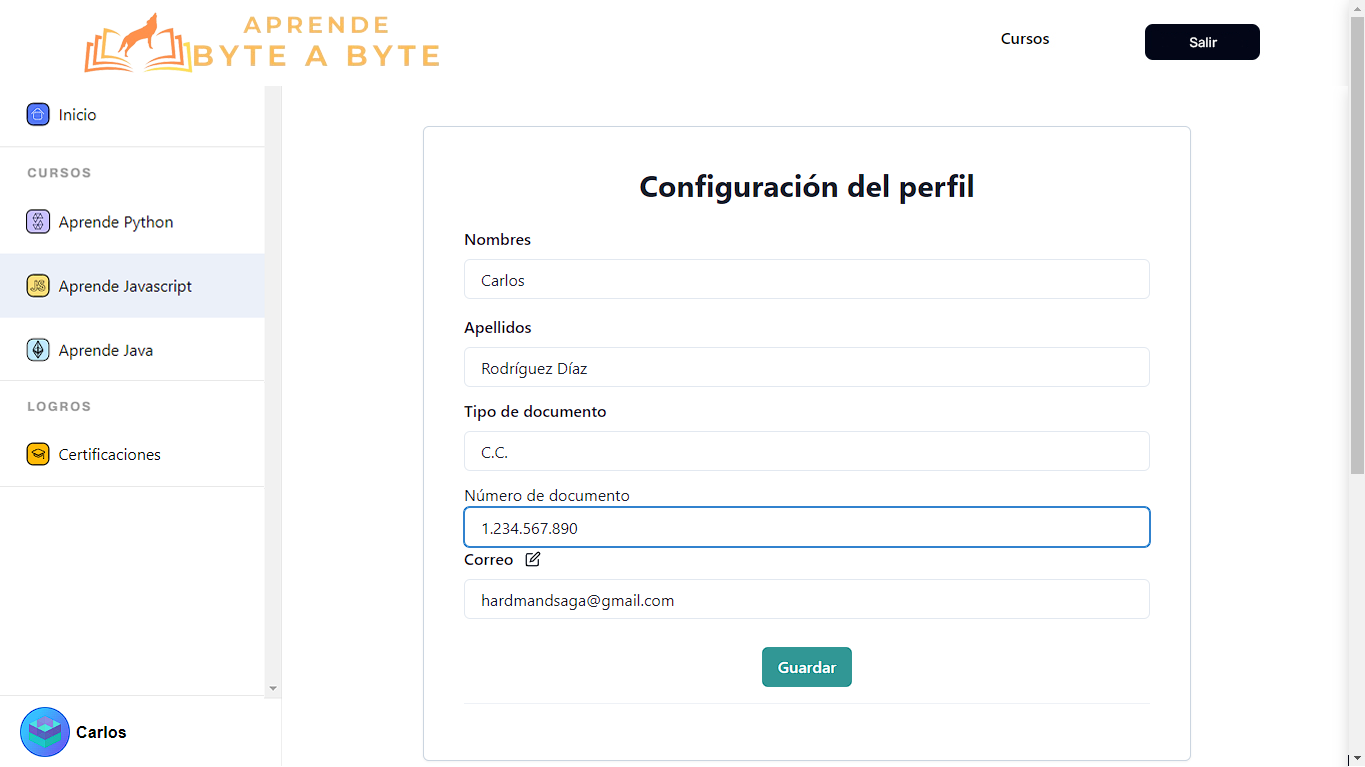 APRENDE
BYTE A BYTE
Cursos
Salir
Inicio
CURSOS
Aprende Python
JS
Aprende Javascript
Aprende Java
LOGROS
Certificaciones
Carlos
Configuración del perfil
Nombres
Carlos
Apellidos
Rodríguez Díaz
Tipo de documento
C.C.
Número de documento
1.234.567.890
Correo
hardmandsaga@gmail.com
Guardar